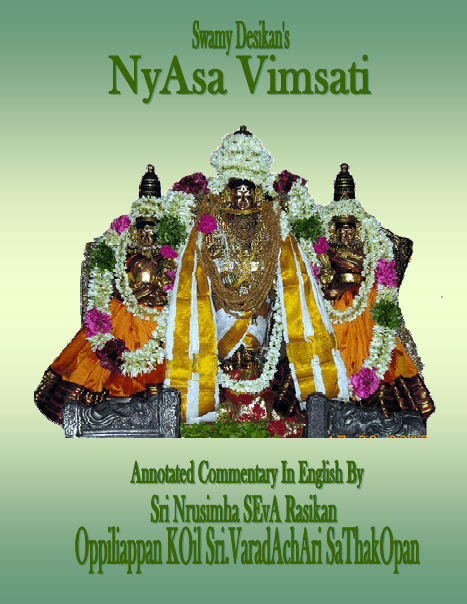 Swamy Desikan's
NyAsa Vimsati
Annotated Commentary In English By
Sri Nrusimha SEvA Rasikan
Oppiliappan KOil Sri.VaradAchAri SaThakOpan